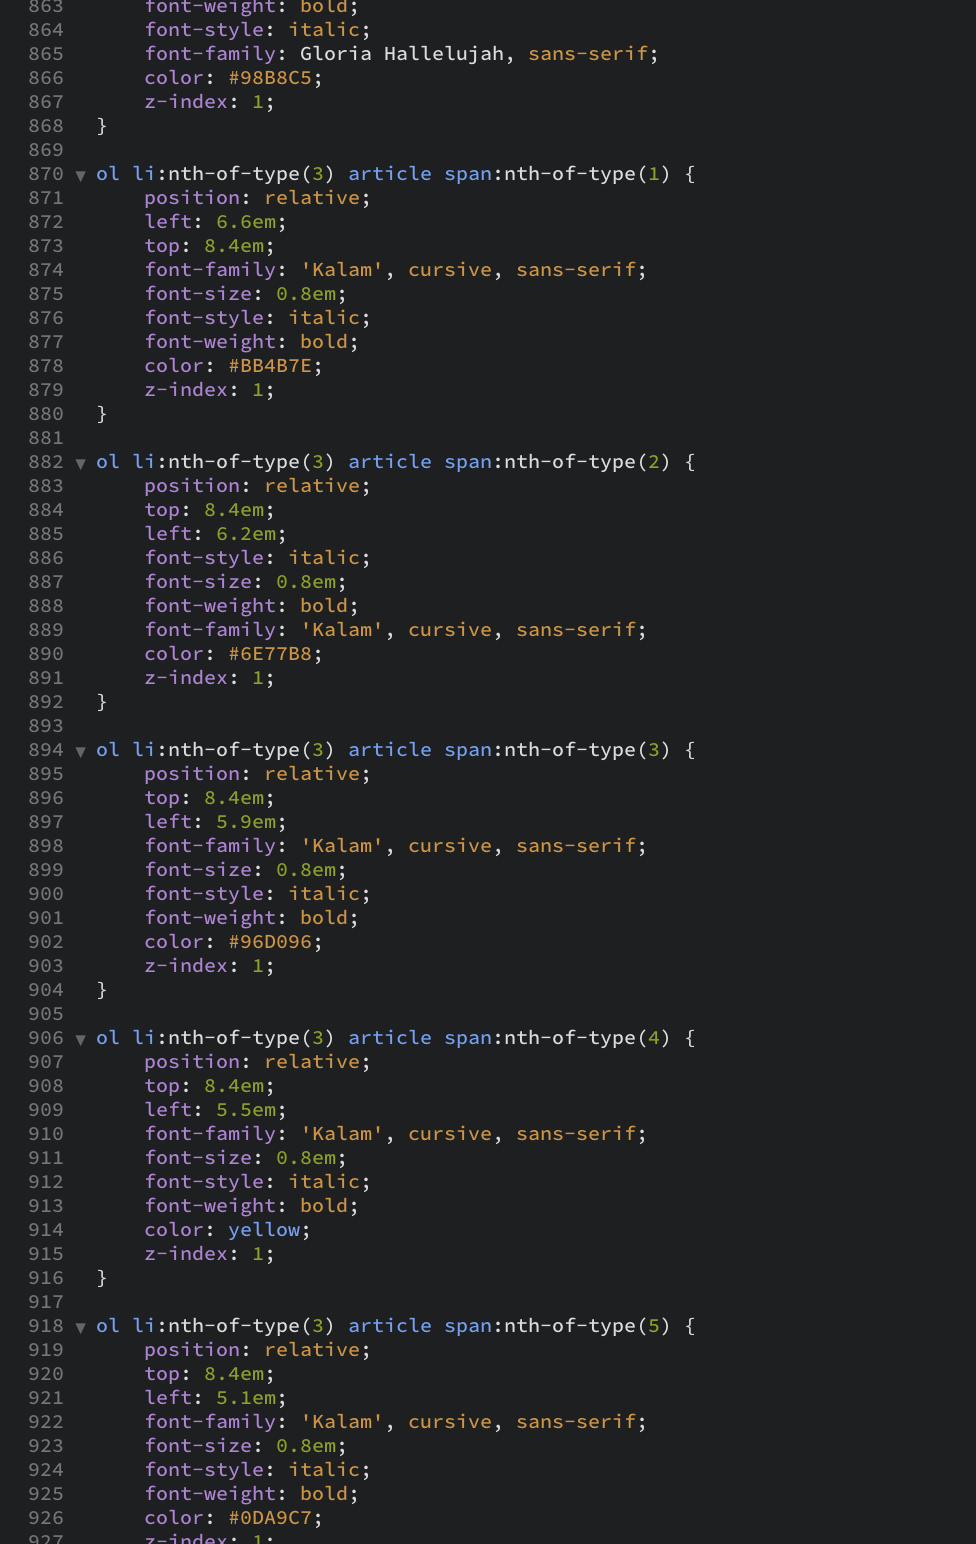 863 font-weight: bold;
864 font-style: italic;
865 font-family: Gloria Hallelujah, sans-serif;
866 color: #98B8C5;
867 z-index: 1;
868 }
869
870 ▼ ol li:nth-of-type(3) article span:nth-of-type(1) {
871 position: relative;
872 left: 6.6em;
873 top: 8.4em;
874 font-family: 'Kalam', cursive, sans-serif;
875 font-size: 0.8em;
876 font-style: italic;
877 font-weight: bold;
878 color: #BB4B7E;
879 z-index: 1;
880 }
881
882 ▼ ol li:nth-of-type(3) article span:nth-of-type(2) {
883 position: relative;
884 top: 8.4em;
885 left: 6.2em;
886 font-style: italic;
887 font-size: 0.8em;
888 font-weight: bold;
889 font-family: 'Kalam', cursive, sans-serif;
890 color: #6E77B8;
891 z-index: 1;
892 }
893
894 ▼ ol li:nth-of-type(3) article span:nth-of-type(3) {
895 position: relative;
896 top: 8.4em;
897 left: 5.9em;
898 font-family: 'Kalam', cursive, sans-serif;
899 font-size: 0.8em;
900 font-style: italic;
901 font-weight: bold;
902 color: #96D096;
903 z-index: 1;
904 }
905
906 ▼ ol li:nth-of-type(3) article span:nth-of-type(4) {
907 position: relative;
908 top: 8.4em;
909 left: 5.5em;
910 font-family: 'Kalam', cursive, sans-serif;
911 font-size: 0.8em;
912 font-style: italic;
913 font-weight: bold;
914 color: yellow;
915 z-index: 1;
916 }
917
918 ▼ ol li:nth-of-type(3) article span:nth-of-type(5) {
919 position: relative;
920 top: 8.4em;
921 left: 5.1em;
922 font-family: 'Kalam', cursive, sans-serif;
923 font-size: 0.8em;
924 font-style: italic;
925 font-weight: bold;
926 color: #0DA9C7;
927 z-index: 1;